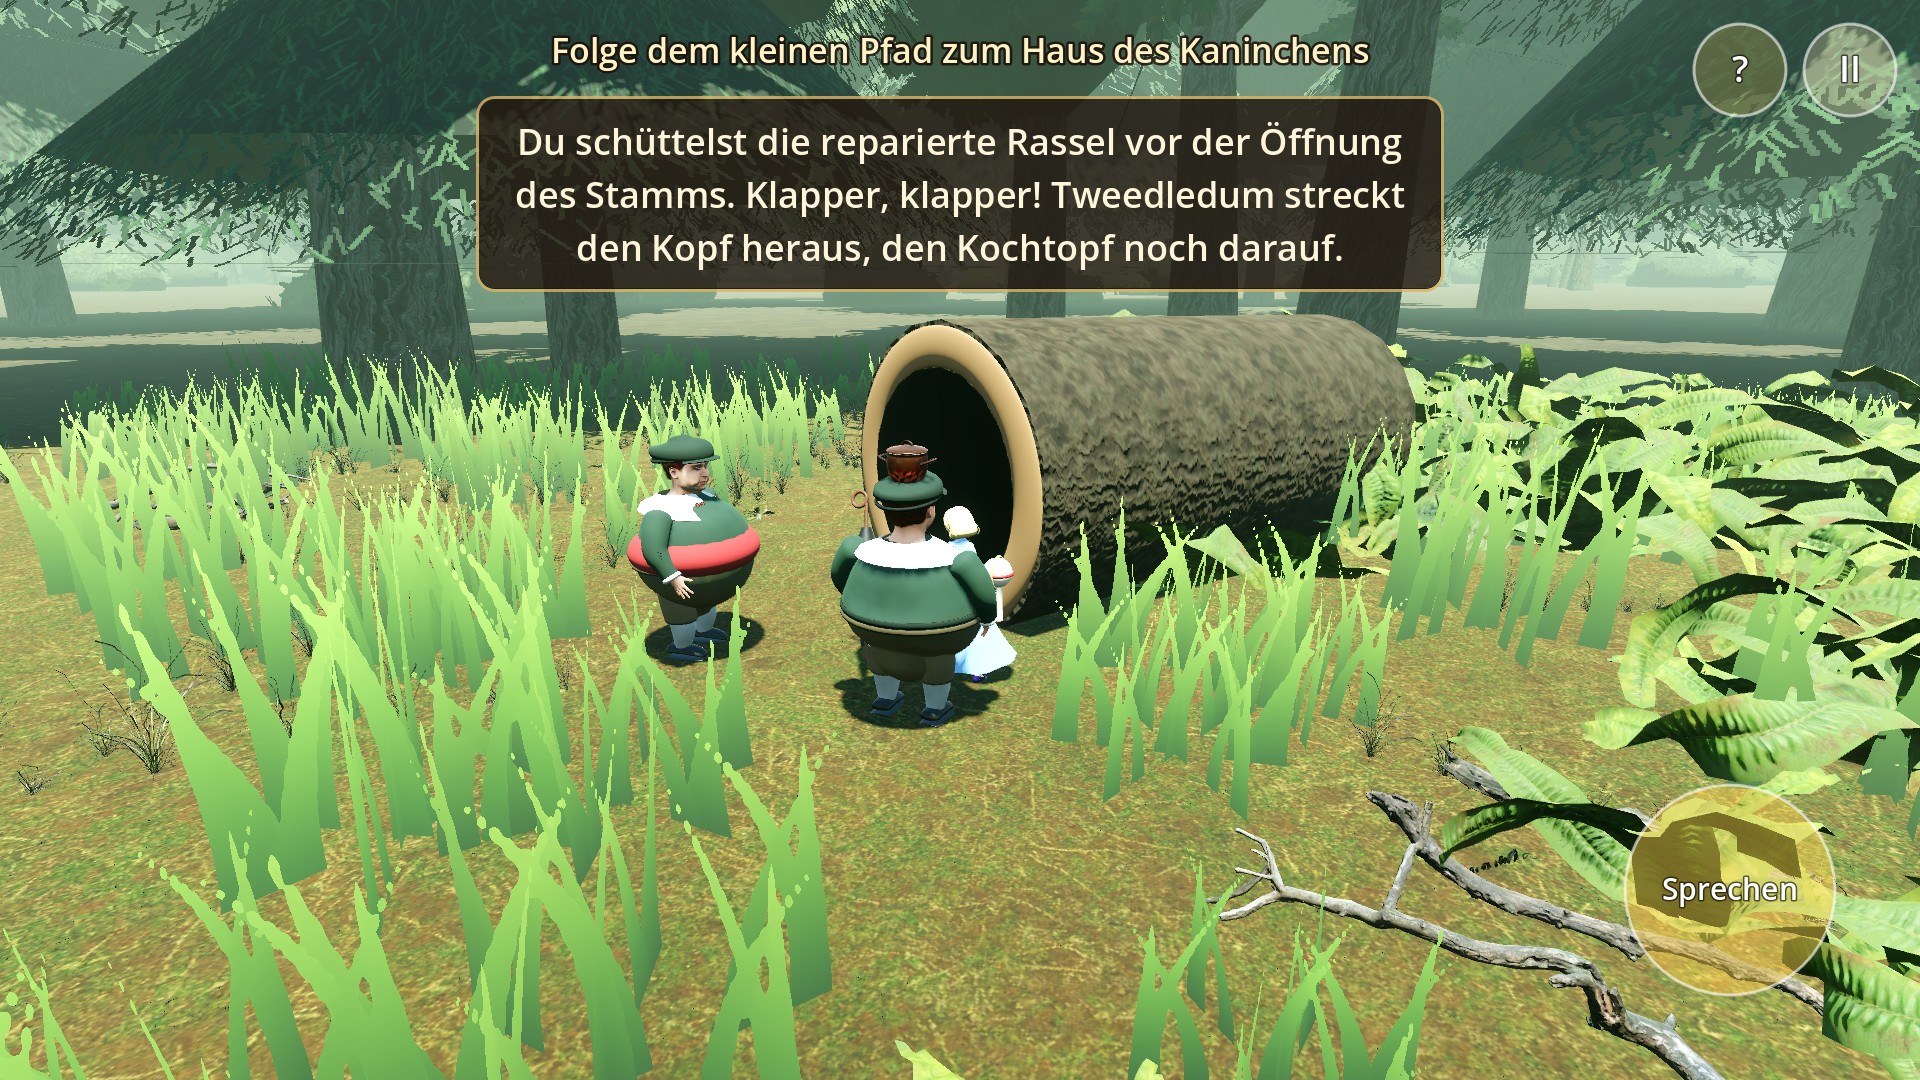 Folge dem kleinen Pfad zum Haus des Kaninchens
?
Du schüttelst die reparierte Rassel vor der Öffnung
des Stamms. Klapper, klapper! Tweedledum streckt
den Kopf heraus, den Kochtopf noch darauf.
Sprechen